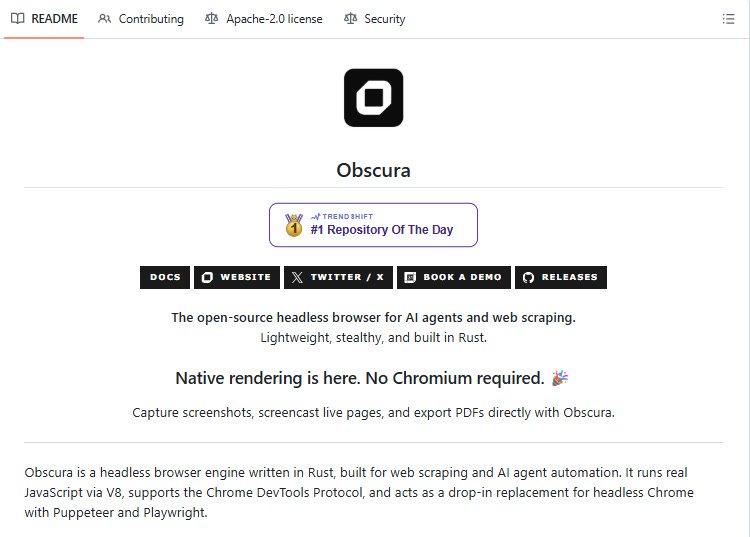 README
Contributing
Apache-2.0 license
Security
Obscura
1
TRENDSHIFT
#1 Repository Of The Day
DOCS
WEBSITE
TWITTER / X
BOOK A DEMO
RELEASES
The open-source headless browser for AI agents and web scraping.
Lightweight, stealthy, and built in Rust.
Native rendering is here. No Chromium required. 🎉
Capture screenshots, screencast live pages, and export PDFs directly with Obscura.
Obscura is a headless browser engine written in Rust, built for web scraping and AI agent automation. It runs real
JavaScript via V8, supports the Chrome DevTools Protocol, and acts as a drop-in replacement for headless Chrome
with Puppeteer and Playwright.